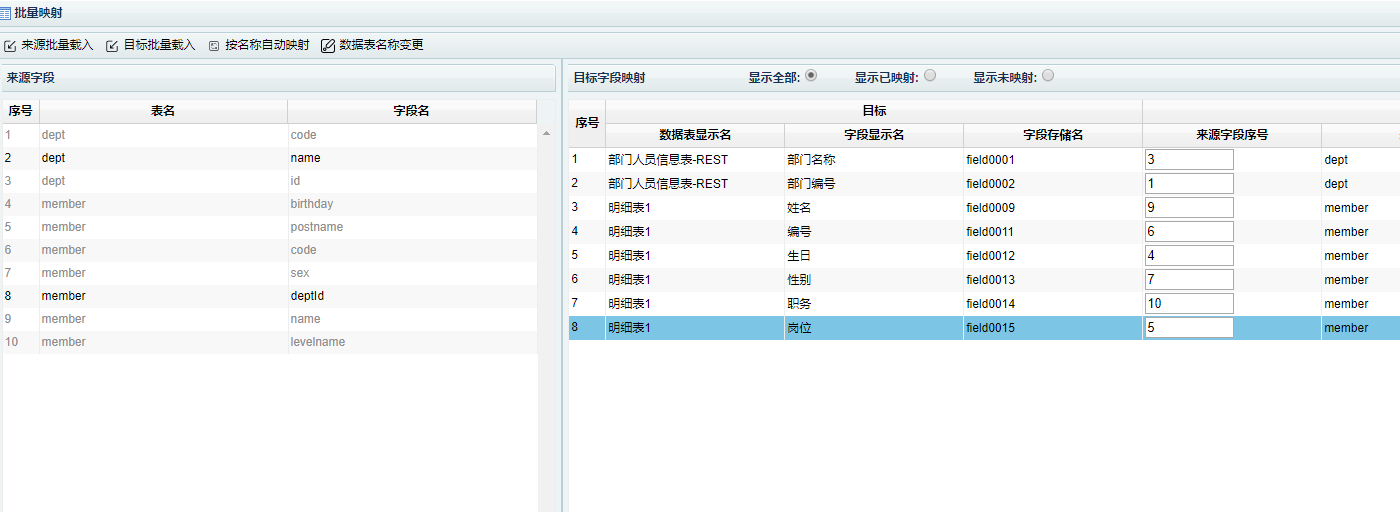 批量映射
来源批量载入 目标批量载入 按名称自动映射 数据表名称变更
来源字段
序号 表名 字段名
1 dept code
2 dept name
3 dept id
4 member birthday
5 member postname
6 member code
7 member sex
8 member deptId
9 member name
10 member levelname
目标字段映射 显示全部: 显示已映射: 显示未映射:
序号 目标
数据表显示名 字段显示名 字段存储名 来源字段序号
1 部门人员信息表-REST 部门名称 field0001 3 dept
2 部门人员信息表-REST 部门编号 field0002 1 dept
3 明细表1 姓名 field0009 9 member
4 明细表1 编号 field0011 6 member
5 明细表1 生日 field0012 4 member
6 明细表1 性别 field0013 7 member
7 明细表1 职务 field0014 10 member
8 明细表1 岗位 field0015 5 member